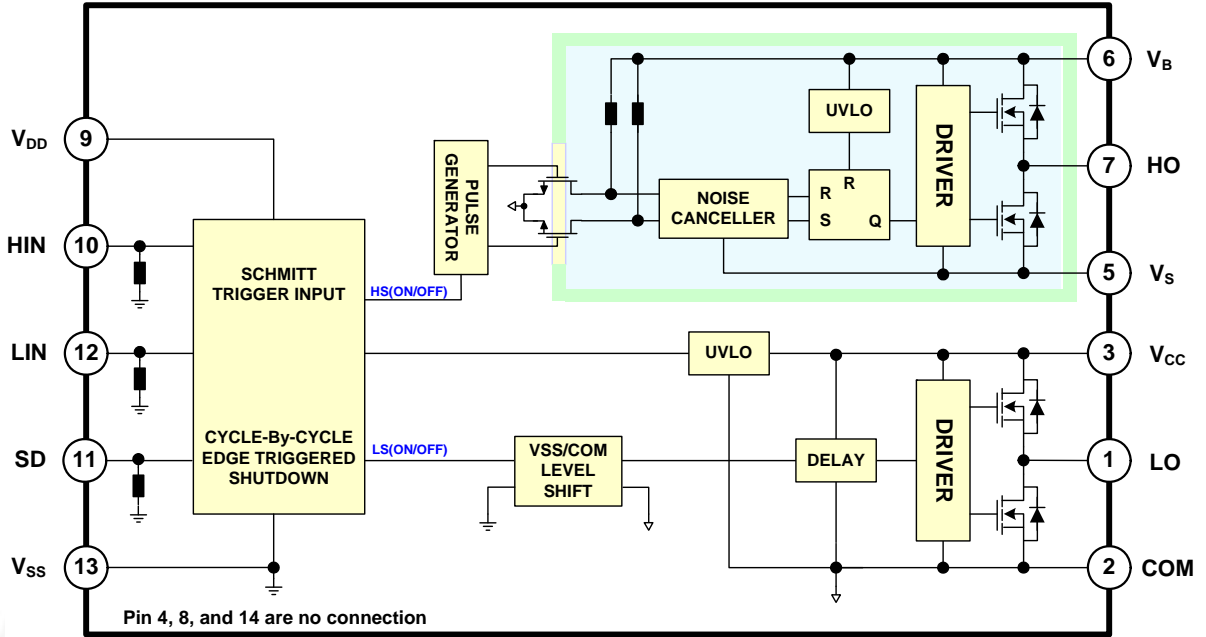 6 VB
UVLO
9 VDD
PULSE GENERATOR
DRIVER
7 HO
R
R
NOISE
CANCELLER
S
Q
10 HIN
SCHMITT
TRIGGER INPUT
HS(ON/OFF)
5 VS
12 LIN
UVLO
3 VCC
DRIVER
CYCLE-By-CYCLE
EDGE TRIGGERED
SHUTDOWN
LS(ON/OFF)
VSS/COM
LEVEL
SHIFT
DELAY
SD 11
1 LO
VSS 13
2 COM
Pin 4, 8, and 14 are no connection